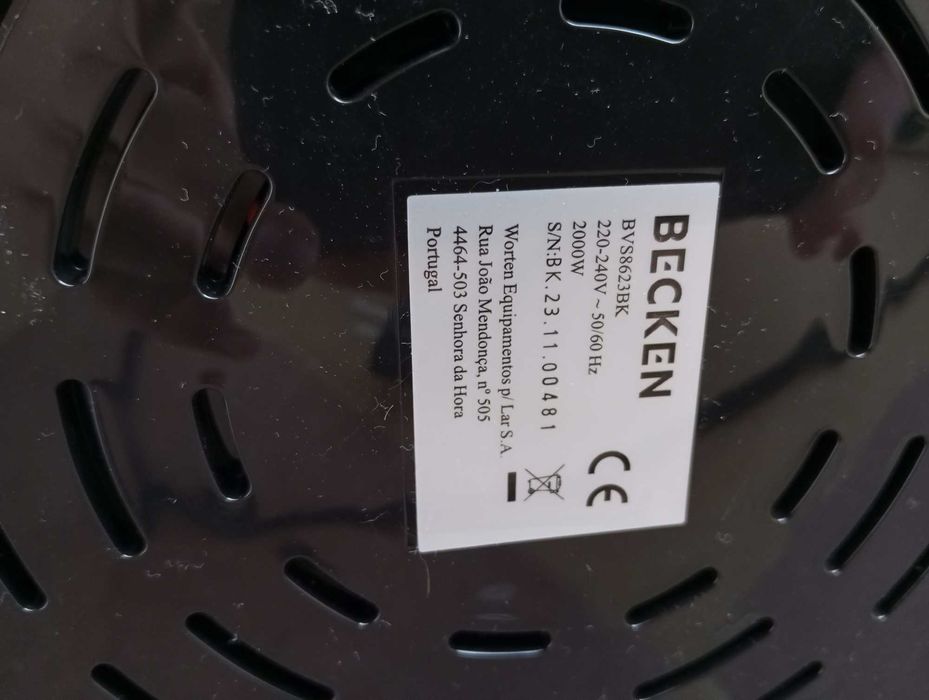 BECKEN
BVS8623BK
220-240V ~ 50/60 Hz
2000W
CE
S/N:BK.23.11.00481
Worten Equipamentos p/ Lar S.A.
Rua João Mendonça, nº 505
4464-503 Senhora da Hora
Portugal